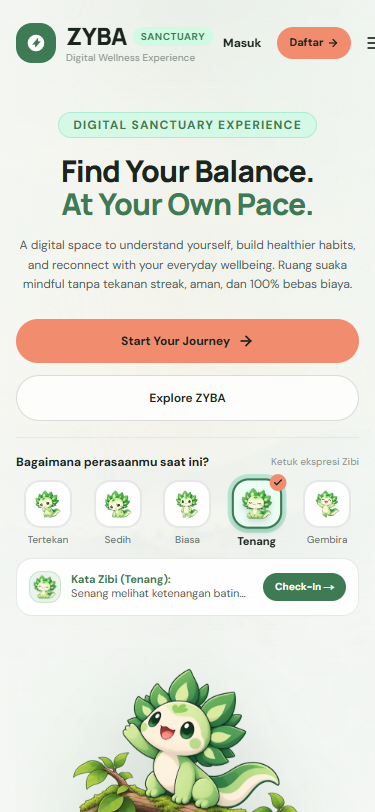 ZYBA SANCTUARY
Digital Wellness Experience
Masuk
Daftar →
DIGITAL SANCTUARY EXPERIENCE
Find Your Balance.
At Your Own Pace.
A digital space to understand yourself, build healthier habits,
and reconnect with your everyday wellbeing. Ruang suaka
mindful tanpa tekanan streak, aman, dan 100% bebas biaya.
Start Your Journey →
Explore ZYBA
Bagaimana perasaanmu saat ini?
Ketuk ekspresi Zibi
Tertekan
Sedih
Biasa
Tenang
Gembira
Kata Zibi (Tenang):
Senang melihat ketenangan batin...
Check-In →